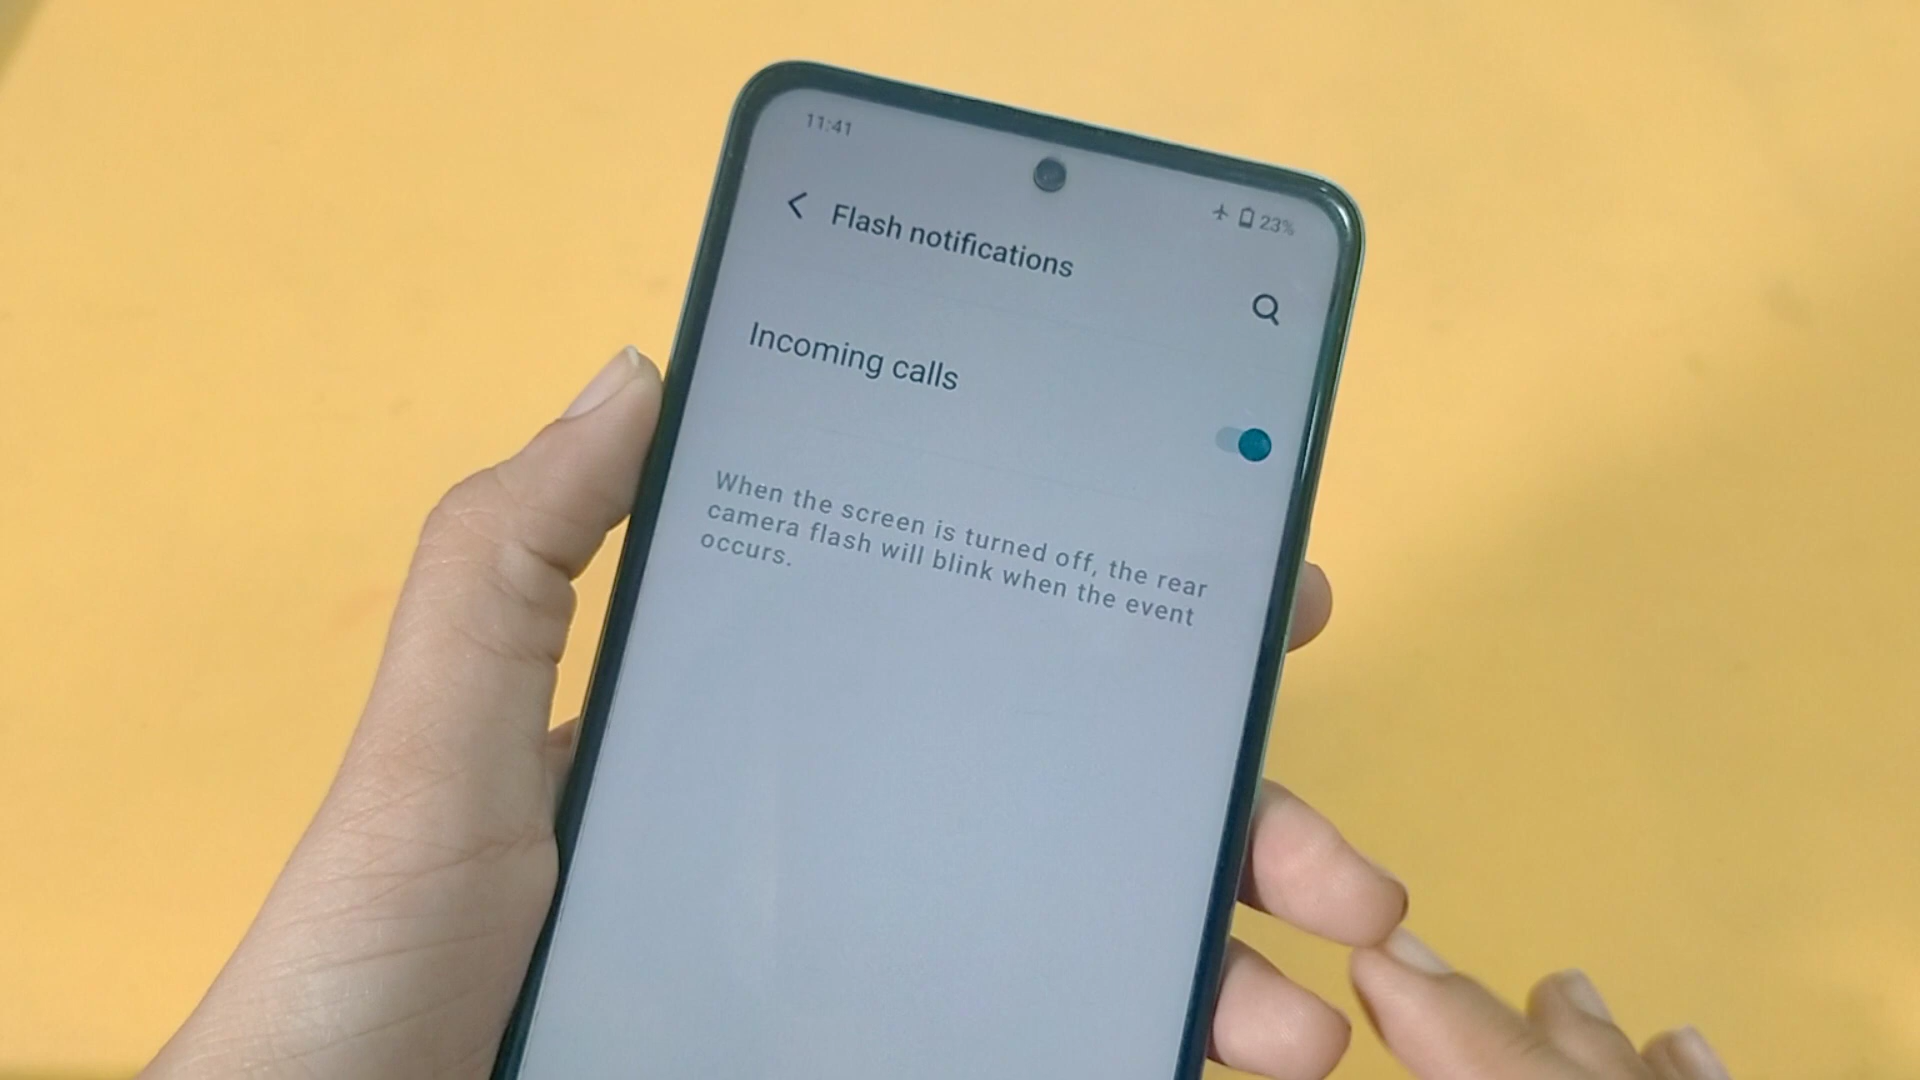 11:41
23%
Flash notifications
Incoming calls
When the screen is turned off, the rear
camera flash will blink when the event
occurs.